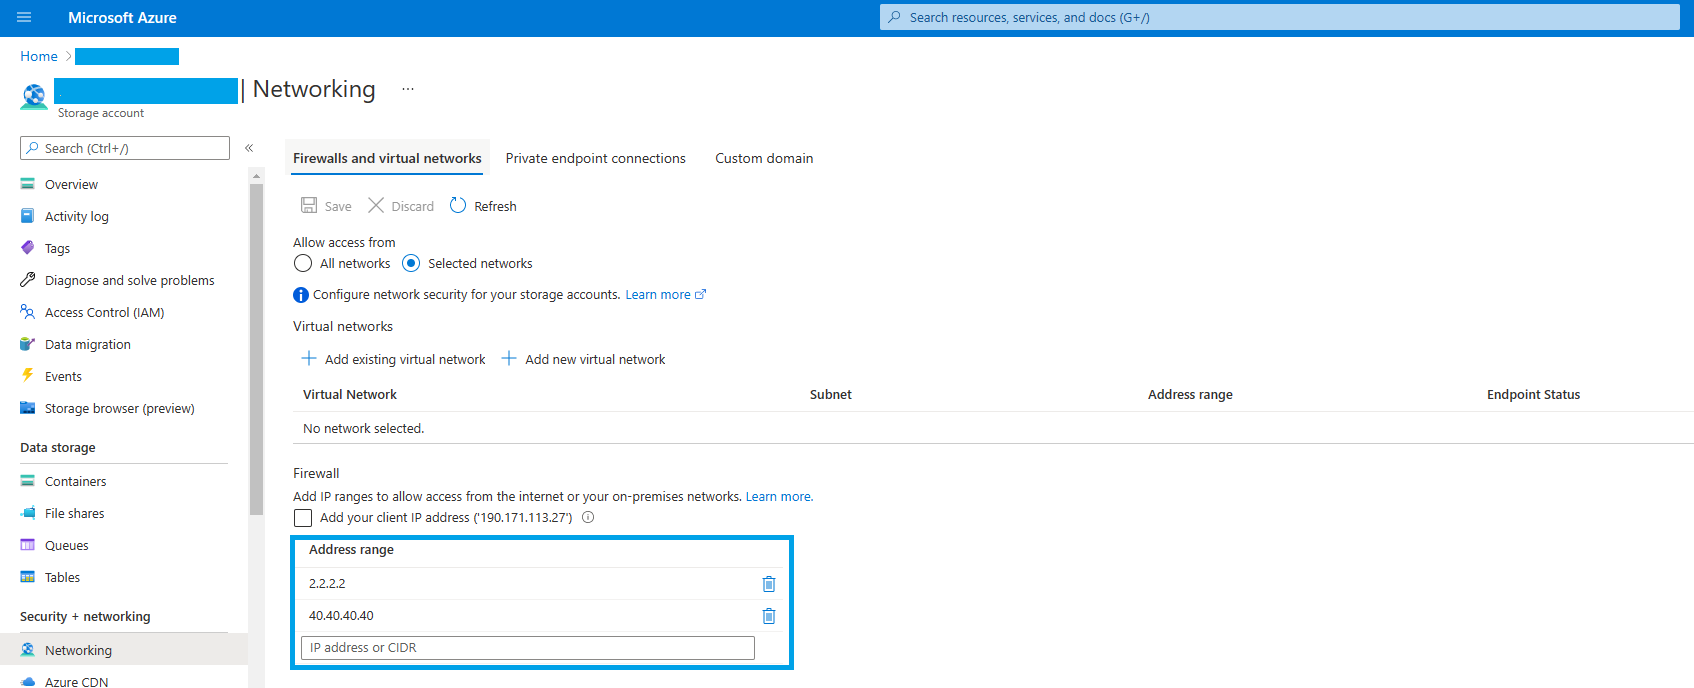 Microsoft Azure
Search resources, services, and docs (G+/)
Home >
| Networking ...
Storage account
Search (Ctrl+/)
«
Overview
Activity log
Tags
Diagnose and solve problems
Access Control (IAM)
Data migration
Events
Storage browser (preview)
Data storage
Containers
File shares
Queues
Tables
Security + networking
Networking
Azure CDN
Firewalls and virtual networks Private endpoint connections Custom domain
Save Discard Refresh
Allow access from
All networks Selected networks
Configure network security for your storage accounts. Learn more
Virtual networks
Add existing virtual network Add new virtual network
Virtual Network Subnet Address range Endpoint Status
No network selected.
Firewall
Add IP ranges to allow access from the internet or your on-premises networks. Learn more.
Add your client IP address ('190.171.113.27')
Address range
2.2.2.2
40.40.40.40
IP address or CIDR